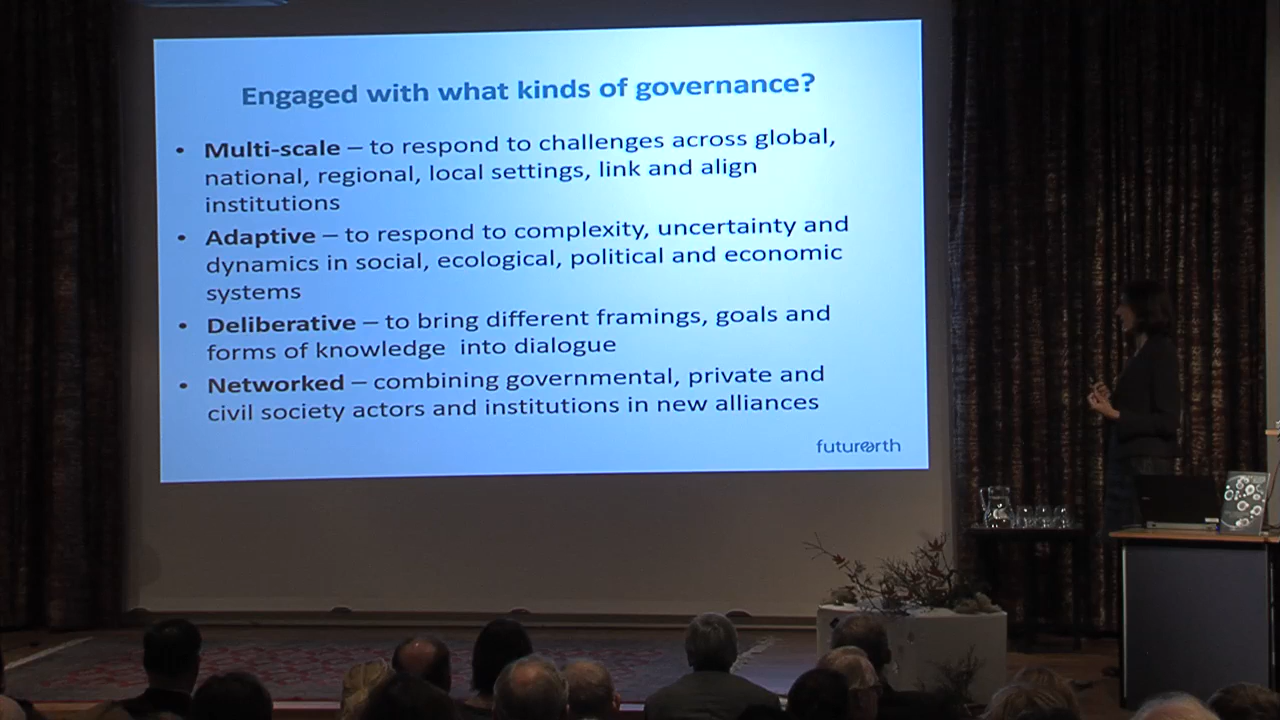 Engaged with what kinds of governance?
• Multi-scale – to respond to challenges across global,
national, regional, local settings, link and align
institutions
• Adaptive – to respond to complexity, uncertainty and
dynamics in social, ecological, political and economic
systems
• Deliberative – to bring different framings, goals and
forms of knowledge into dialogue
• Networked – combining governmental, private and
civil society actors and institutions in new alliances
futurearth